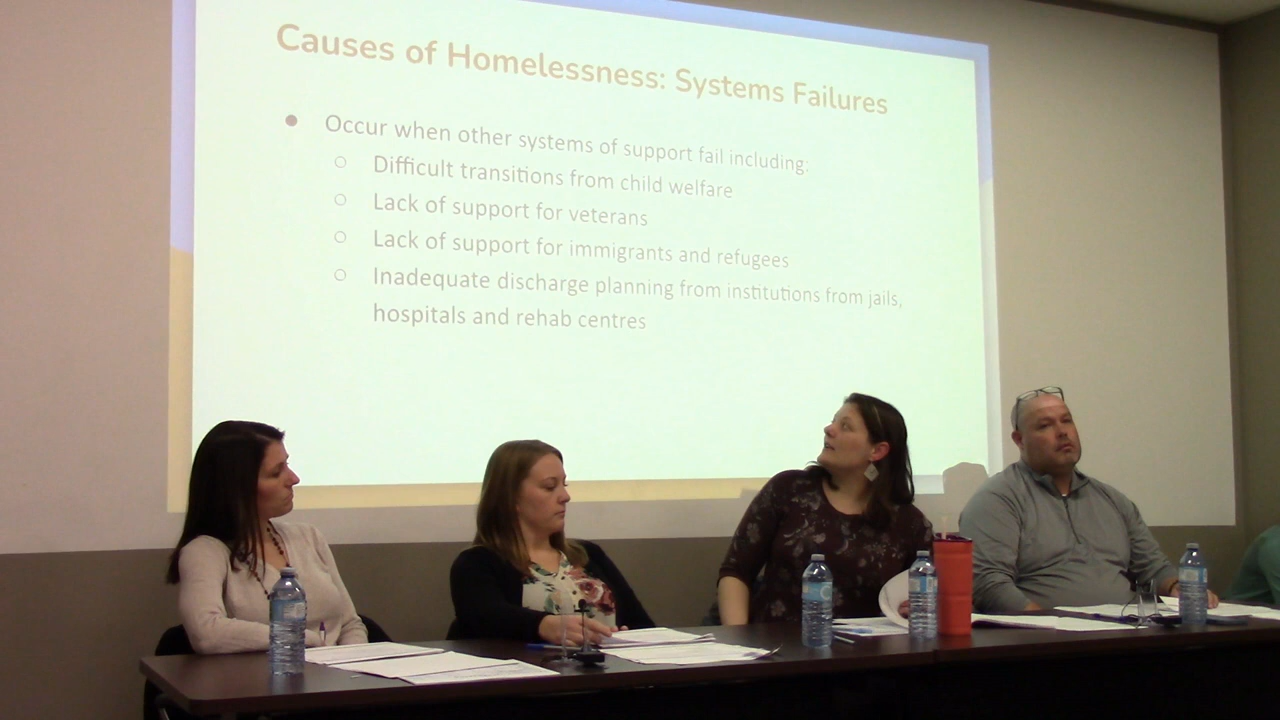 Causes of Homelessness: Systems Failures
● Occur when other systems of support fail including:
○ Difficult transitions from child welfare
○ Lack of support for veterans
○ Lack of support for immigrants and refugees
○ Inadequate discharge planning from institutions from jails,
hospitals and rehab centres